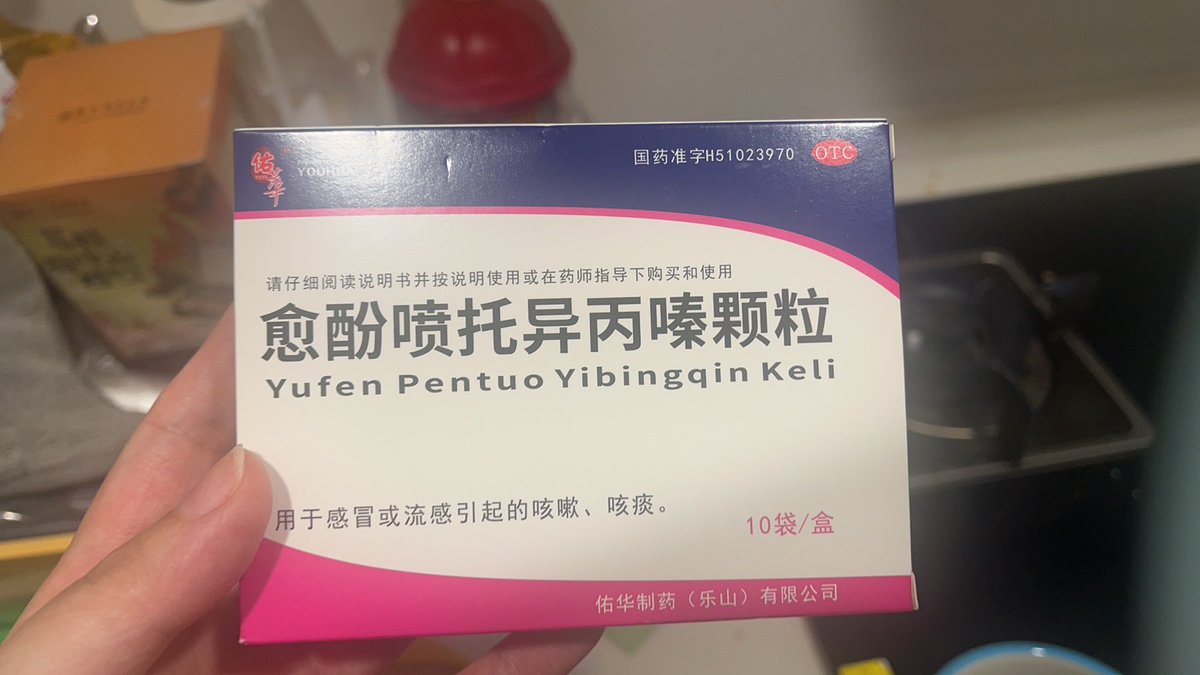 佑华
YOUHUA
国药准字H51023970
OTC
请仔细阅读说明书并按说明使用或在药师指导下购买和使用
愈酚喷托异丙嗪颗粒
Yufen Pentuo Yibingqin Keli
用于感冒或流感引起的咳嗽、咳痰。
10袋/盒
佑华制药（乐山）有限公司